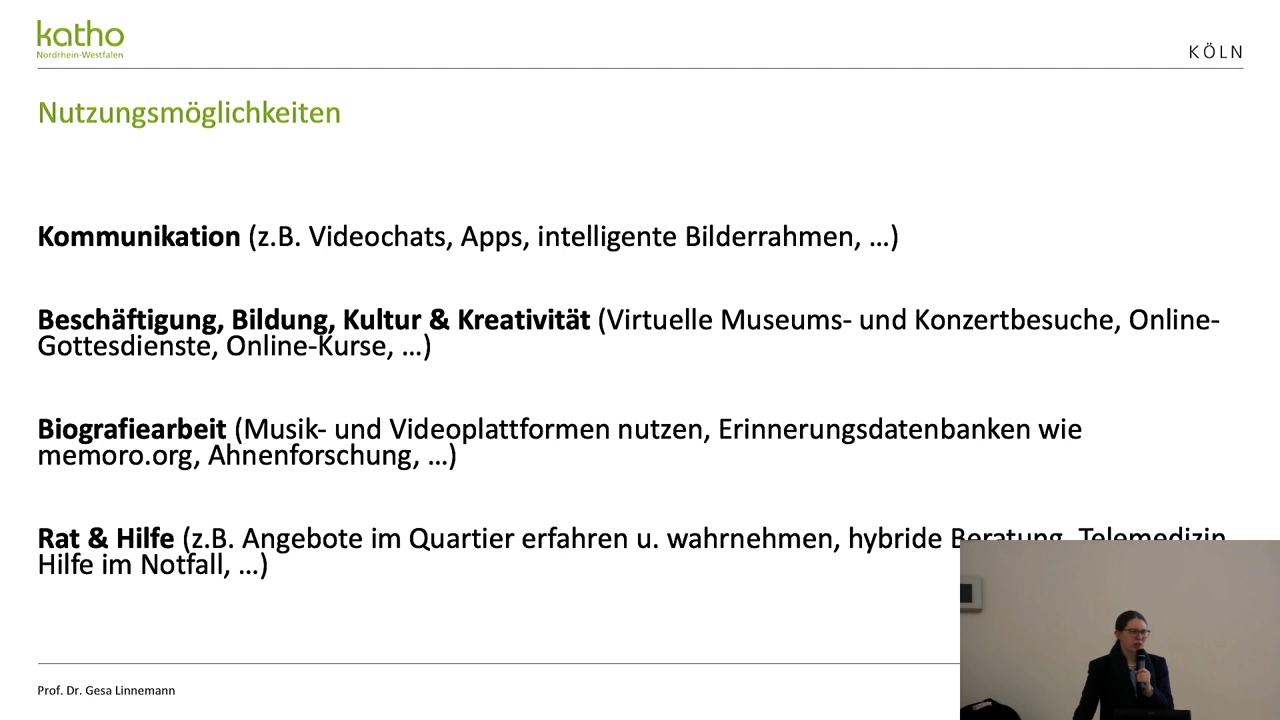 katho
Nordrhein-Westfalen
KÖLN
Nutzungsmöglichkeiten
Kommunikation (z.B. Videochats, Apps, intelligente Bilderrahmen, …)
Beschäftigung, Bildung, Kultur & Kreativität (Virtuelle Museums- und Konzertbesuche, Online-
Gottesdienste, Online-Kurse, …)
Biografiearbeit (Musik- und Videoplattformen nutzen, Erinnerungsdatenbanken wie
memoro.org, Ahnenforschung, …)
Rat & Hilfe (z.B. Angebote im Quartier erfahren u. wahrnehmen, hybride Beratung, Telemedizin
Hilfe im Notfall, …)
Prof. Dr. Gesa Linnemann